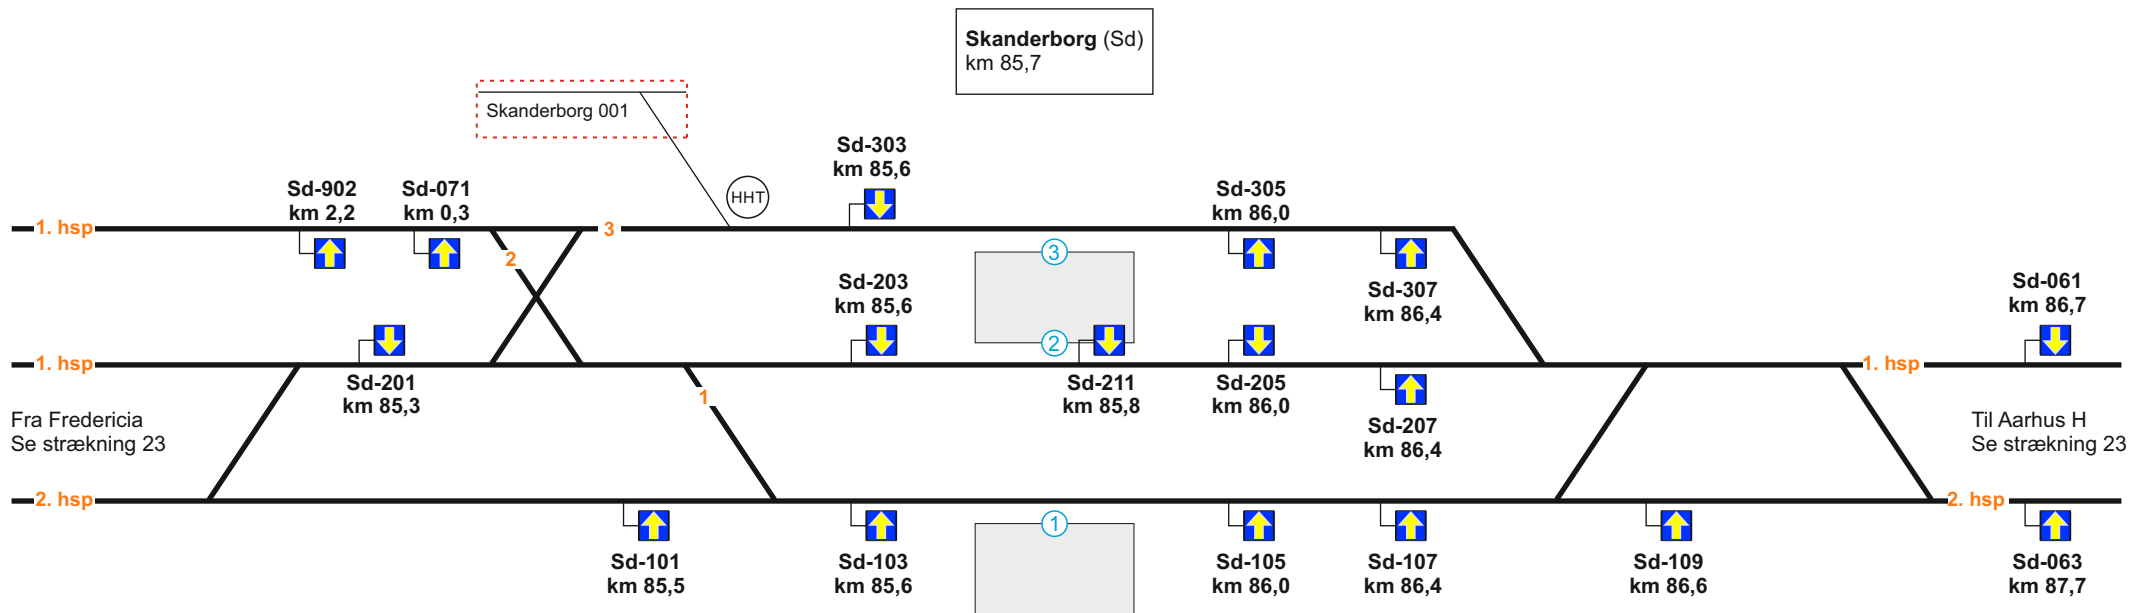 Skanderborg (Sd)
km 85,7
Skanderborg 001
HHT
Sd-303
km 85,6
Sd-902
km 2,2
Sd-071
km 0,3
Sd-305
km 86,0
1. hsp
3
2
3
Sd-203
km 85,6
Sd-307
km 86,4
Sd-061
km 86,7
2
1. hsp
1. hsp
Sd-201
km 85,3
1
Sd-211
km 85,8
Sd-205
km 86,0
Sd-207
km 86,4
Fra Fredericia
Se strækning 23
Til Aarhus H
Se strækning 23
2. hsp
2. hsp
1
Sd-101
km 85,5
Sd-103
km 85,6
Sd-105
km 86,0
Sd-107
km 86,4
Sd-109
km 86,6
Sd-063
km 87,7